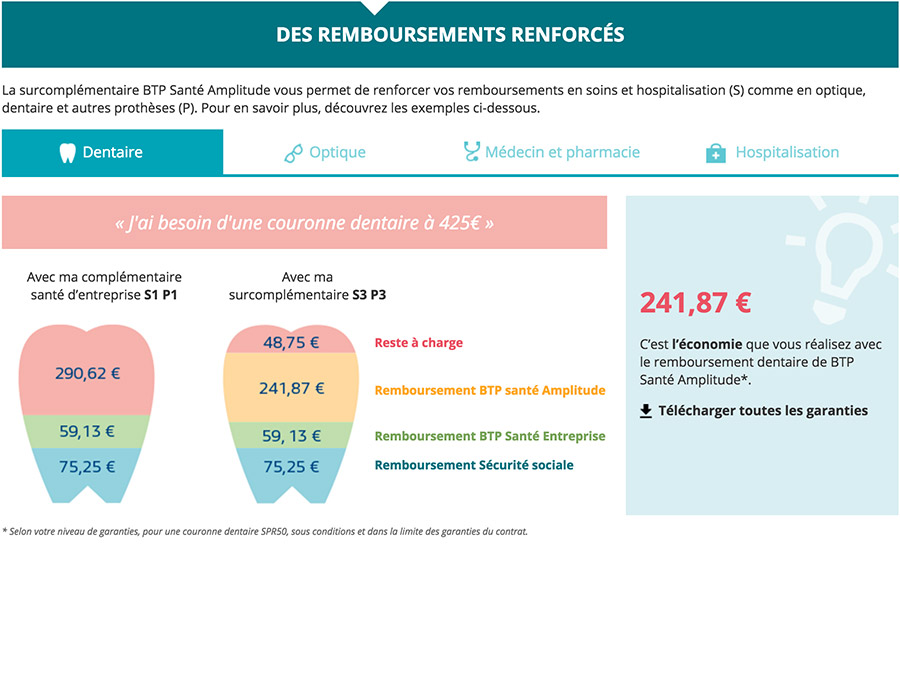 DES REMBOURSEMENTS RENFORCÉS
La surcomplémentaire BTP Santé Amplitude vous permet de renforcer vos remboursements en soins et hospitalisation (S) comme en optique,
dentaire et autres prothèses (P). Pour en savoir plus, découvrez les exemples ci-dessous.
Dentaire
Optique
Médecin et pharmacie
Hospitalisation
« J'ai besoin d'une couronne dentaire à 425€ »
Avec ma complémentaire
santé d'entreprise S1 P1
Avec ma
surcomplémentaire S3 P3
290,62 €
59,13 €
75,25 €
48,75 €
241,87 €
59, 13 €
75,25 €
Reste à charge
Remboursement BTP santé Amplitude
Remboursement BTP Santé Entreprise
Remboursement Sécurité sociale
241,87 €
C'est l'économie que vous réalisez avec
le remboursement dentaire de BTP
Santé Amplitude*.
Télécharger toutes les garanties
* Selon votre niveau de garanties, pour une couronne dentaire SPR50, sous conditions et dans la limite des garanties du contrat.